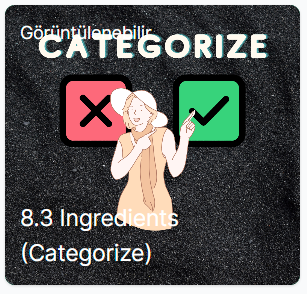 Görüntülenebilir
CATEGORIZE
8.3 Ingredients
(Categorize)